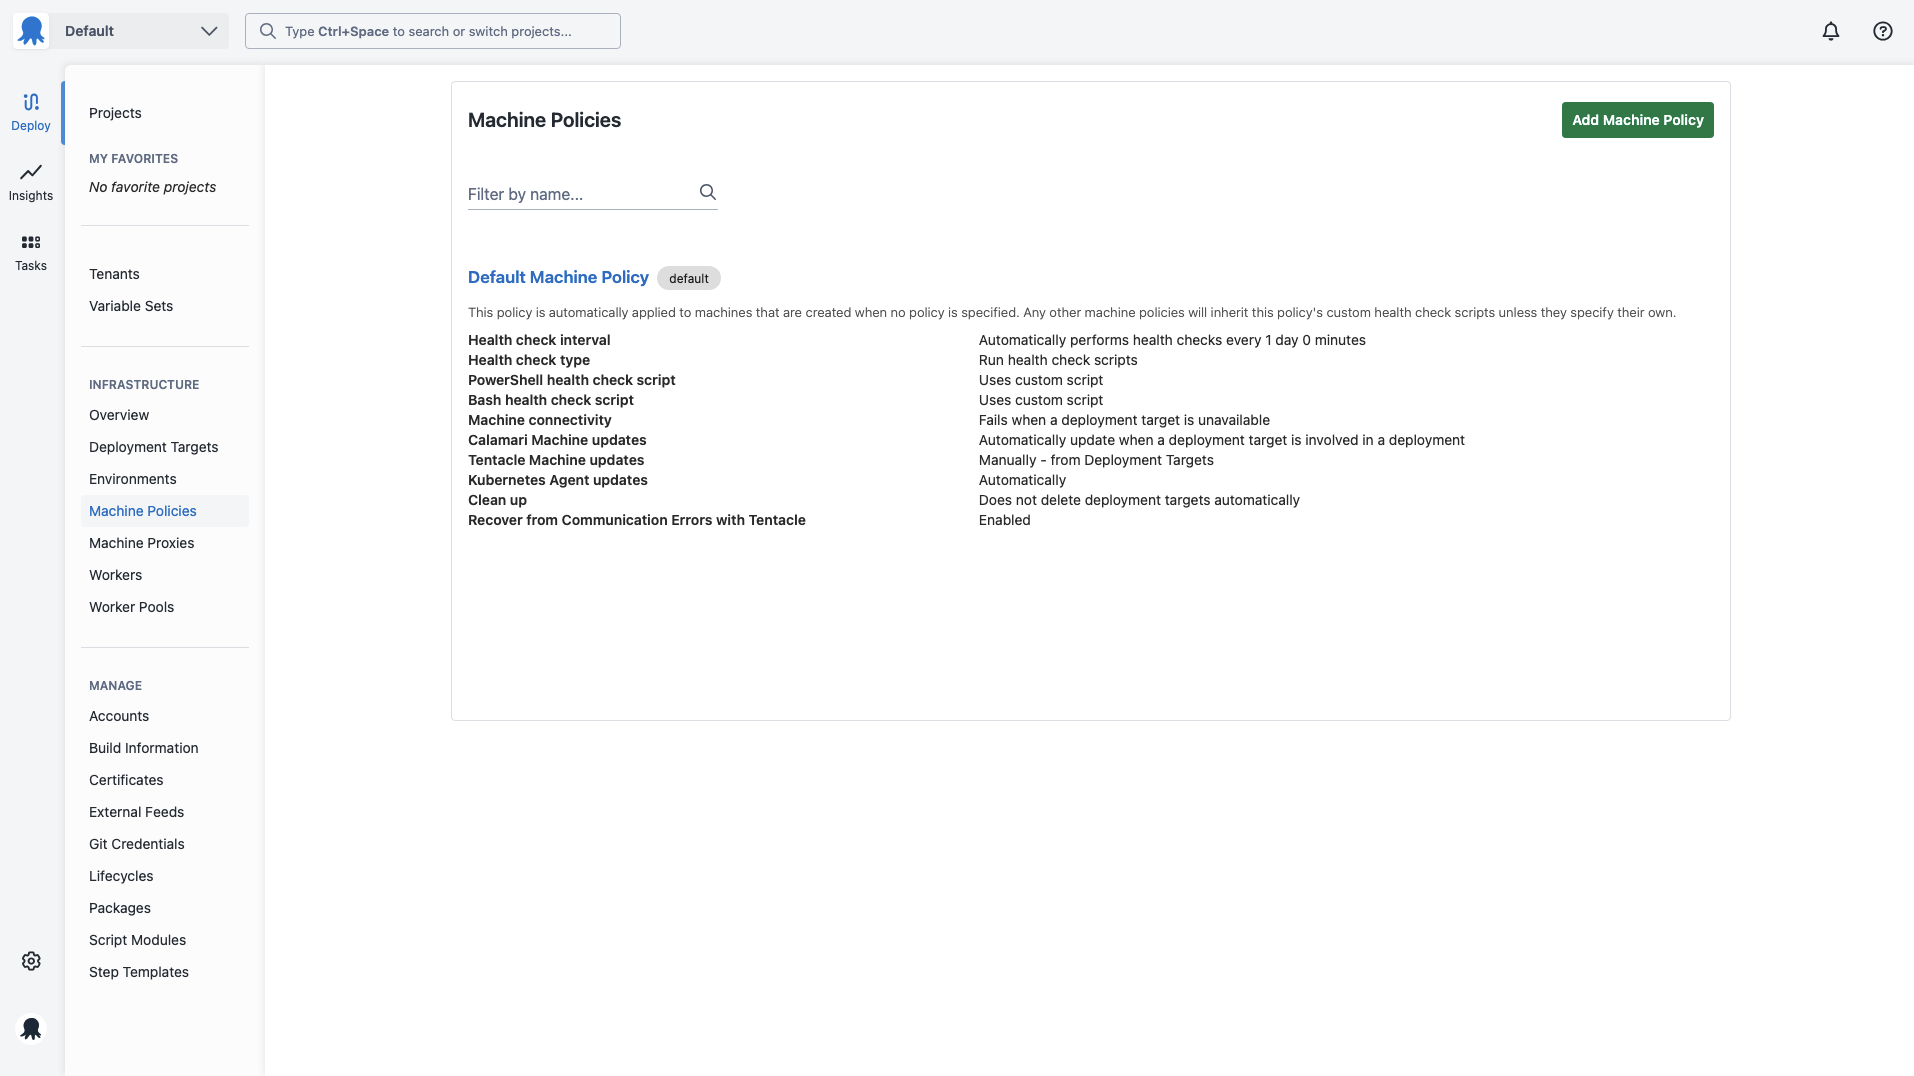 Default
Type Ctrl+Space to search or switch projects...
Deploy
Insights
Tasks
Projects
MY FAVORITES
No favorite projects
Tenants
Variable Sets
INFRASTRUCTURE
Overview
Deployment Targets
Environments
Machine Policies
Machine Proxies
Workers
Worker Pools
MANAGE
Accounts
Build Information
Certificates
External Feeds
Git Credentials
Lifecycles
Packages
Script Modules
Step Templates
Machine Policies
Add Machine Policy
Filter by name...
Default Machine Policy default
This policy is automatically applied to machines that are created when no policy is specified. Any other machine policies will inherit this policy's custom health check scripts unless they specify their own.
Health check interval Automatically performs health checks every 1 day 0 minutes
Health check type Run health check scripts
PowerShell health check script Uses custom script
Bash health check script Uses custom script
Machine connectivity Fails when a deployment target is unavailable
Calamari Machine updates Automatically update when a deployment target is involved in a deployment
Tentacle Machine updates Manually - from Deployment Targets
Kubernetes Agent updates Automatically
Clean up Does not delete deployment targets automatically
Recover from Communication Errors with Tentacle Enabled